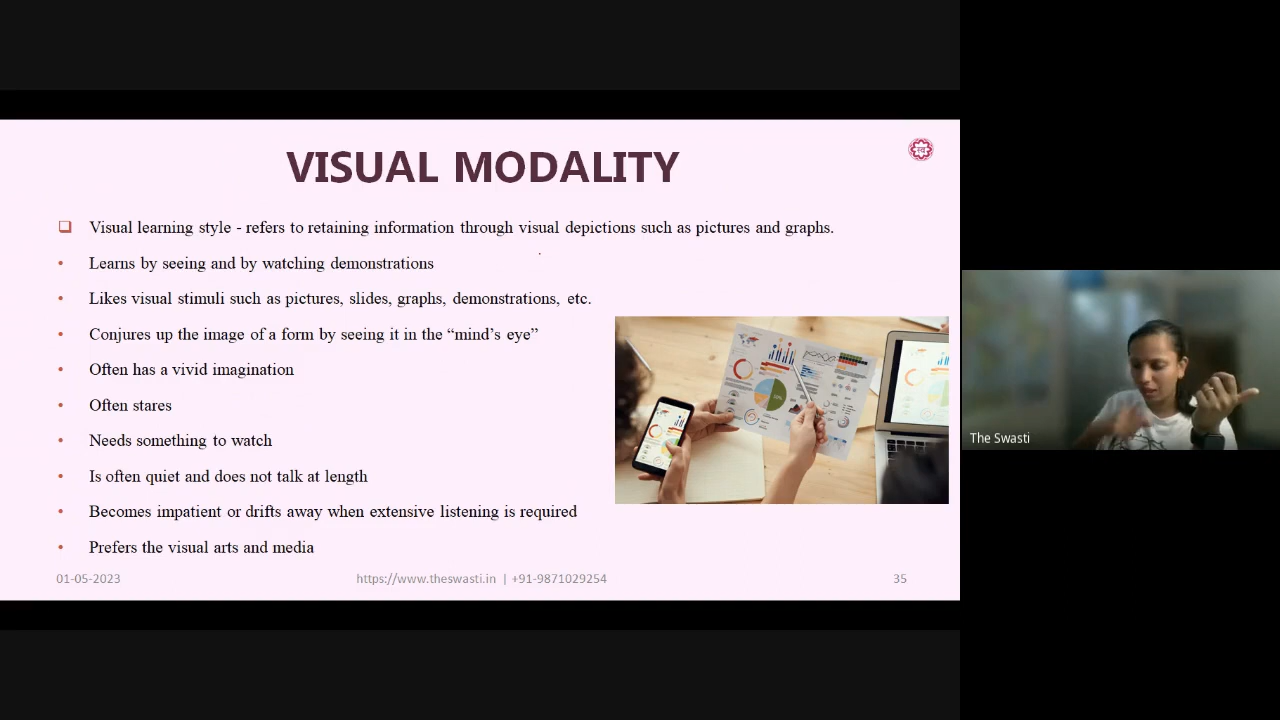 VISUAL MODALITY
❑ Visual learning style - refers to retaining information through visual depictions such as pictures and graphs.
• Learns by seeing and by watching demonstrations
• Likes visual stimuli such as pictures, slides, graphs, demonstrations, etc.
• Conjures up the image of a form by seeing it in the “mind’s eye”
• Often has a vivid imagination
• Often stares
• Needs something to watch
• Is often quiet and does not talk at length
• Becomes impatient or drifts away when extensive listening is required
• Prefers the visual arts and media
01-05-2023
https://www.theswasti.in | +91-9871029254
35
The Swasti